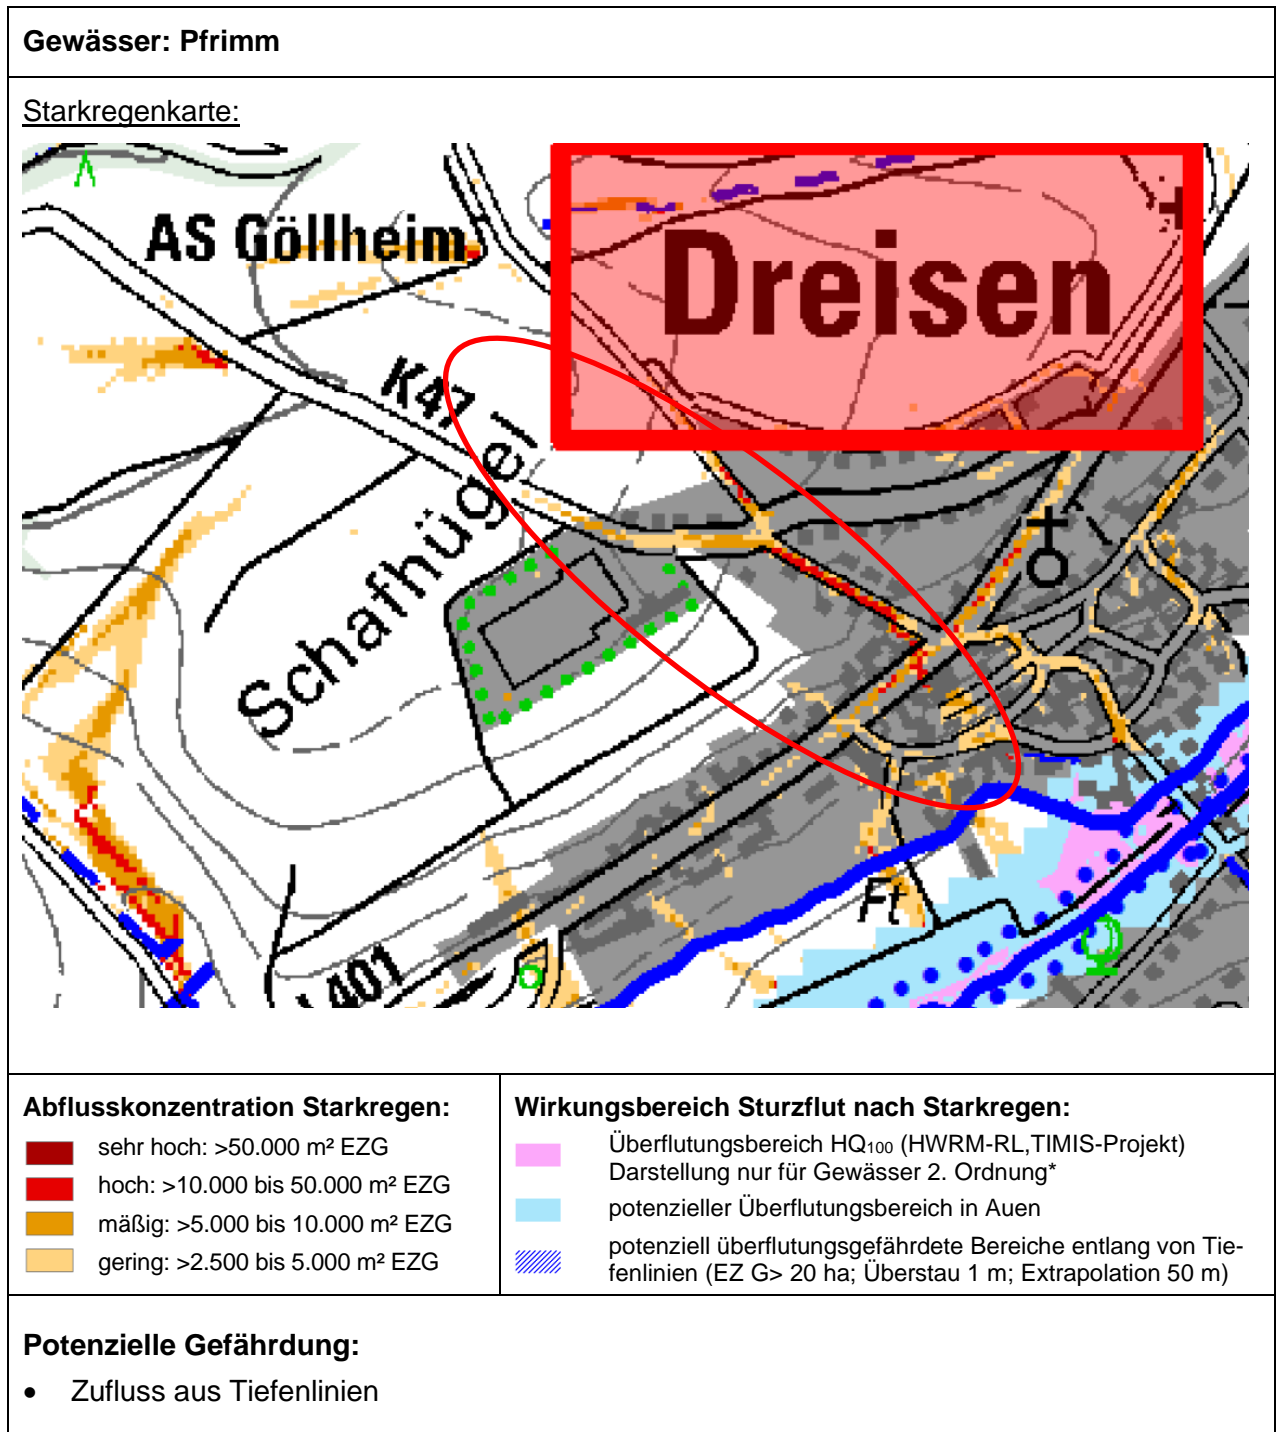 Gewässer: Pfrimm
Starkregenkarte:
AS Göllheim
Dreisen
K47
Schafhügel
Ft
L401
Abflusskonzentration Starkregen:
sehr hoch: >50.000 m² EZG
hoch: >10.000 bis 50.000 m² EZG
mäßig: >5.000 bis 10.000 m² EZG
gering: >2.500 bis 5.000 m² EZG
Wirkungsbereich Sturzflut nach Starkregen:
Überflutungsbereich HQ100 (HWRM-RL,TIMIS-Projekt)
Darstellung nur für Gewässer 2. Ordnung*
potenzieller Überflutungsbereich in Auen
potenziell überflutungsgefährdete Bereiche entlang von Tie-
fenlinien (EZ G> 20 ha; Überstau 1 m; Extrapolation 50 m)
Potenzielle Gefährdung:
• Zufluss aus Tiefenlinien